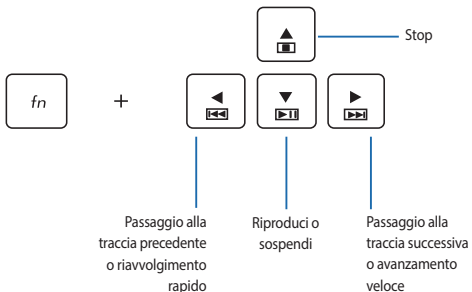 Stop
fn +
Passaggio alla
traccia precedente
o riavvolgimento
rapido
Riproduci o
sospendi
Passaggio alla
traccia successiva
o avanzamento
veloce